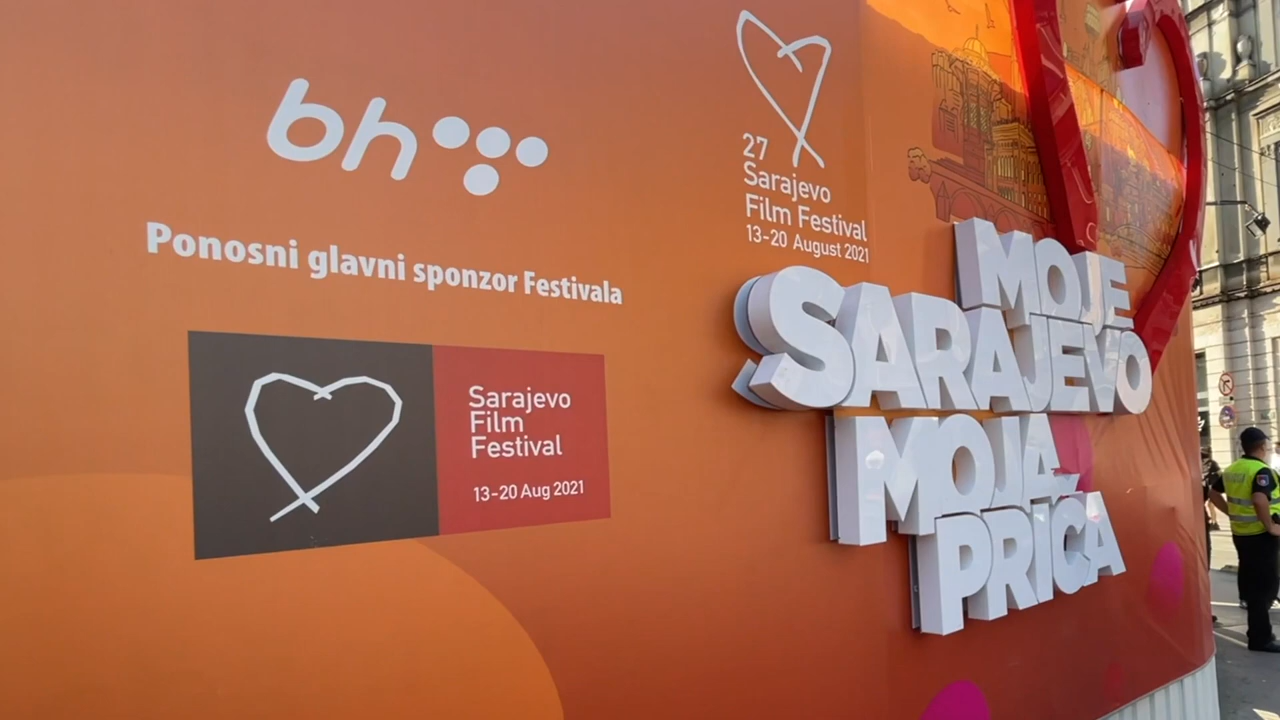 bh
Ponosni glavni sponzor Festivala
Sarajevo
Film
Festival
13-20 Aug 2021
27
Sarajevo
Film Festival
13-20 August 2021
MOJE
SARAJEVO
MOJA
PRIČA